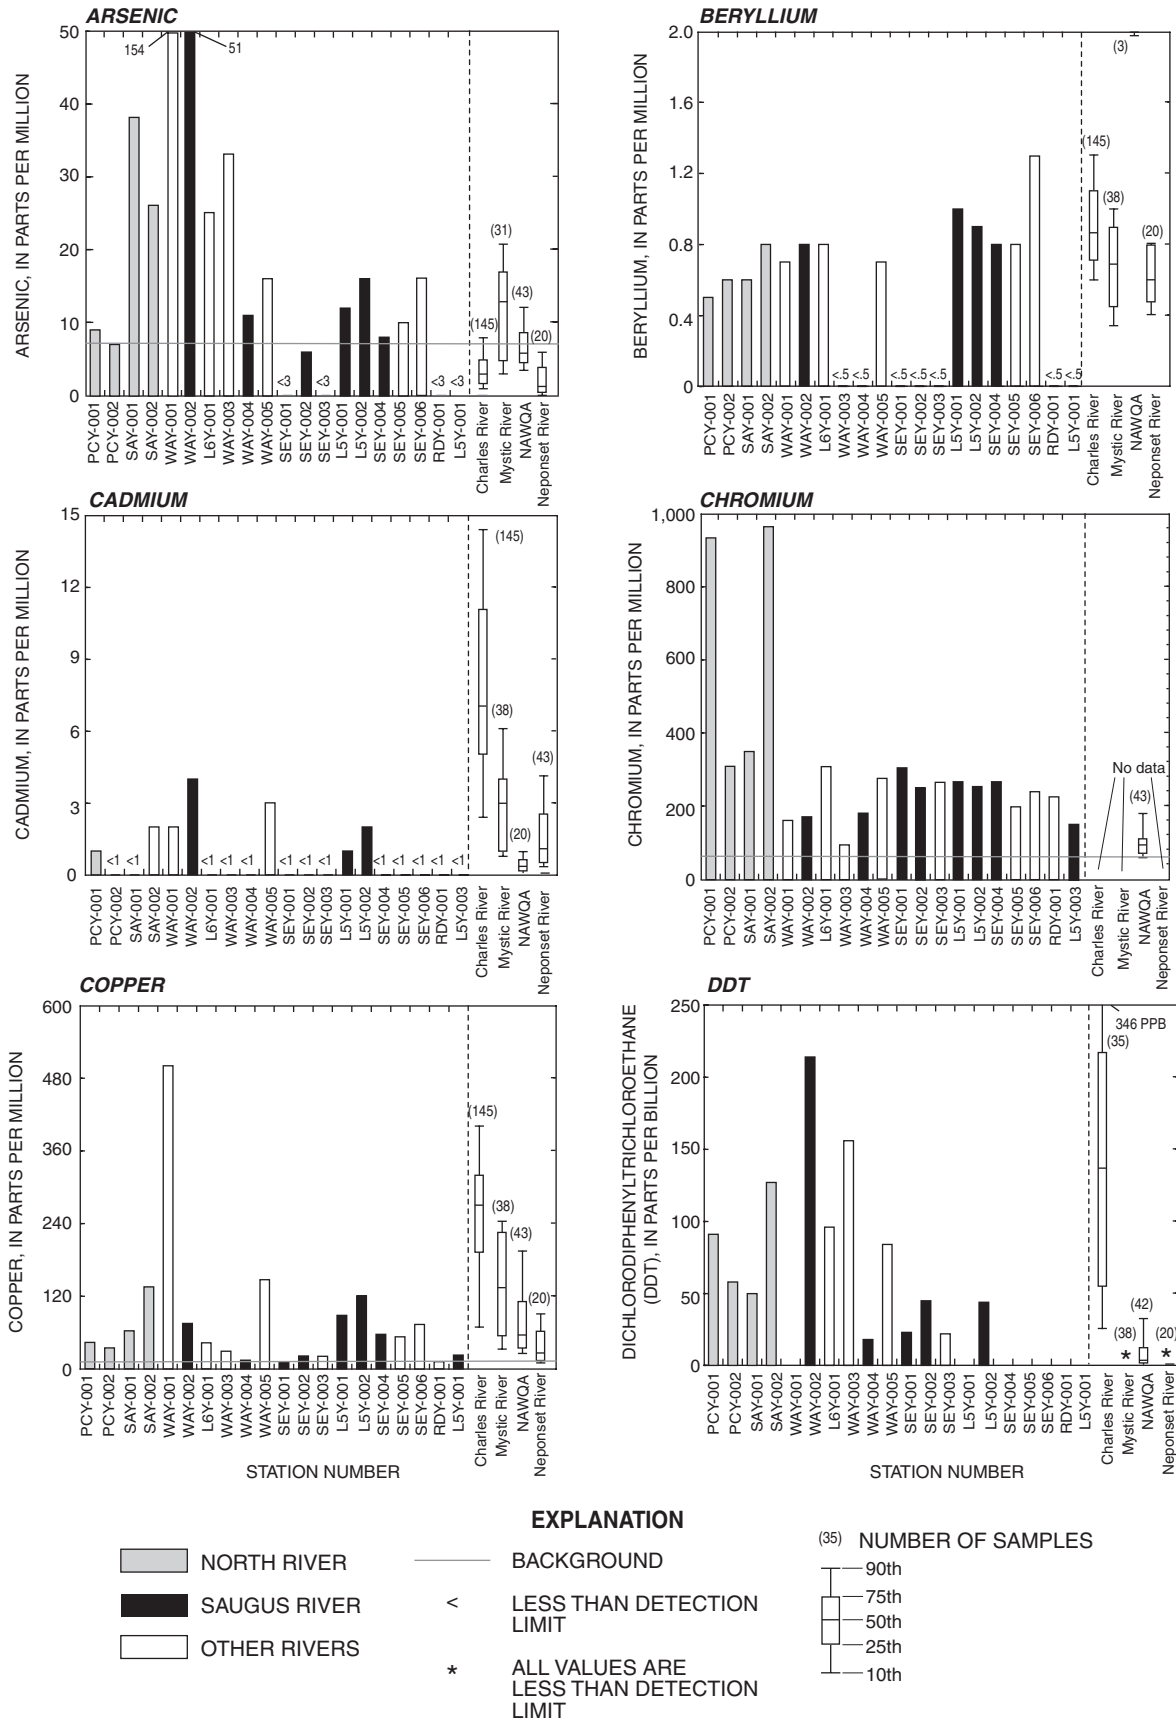 ARSENIC
ARSENIC, IN PARTS PER MILLION
50
40
30
20
10
0
154
51
<3
<3
<3
<3
(145)
(31)
(43)
(20)
PCY-001
PCY-002
SAY-001
SAY-002
WAY-001
WAY-002
L6Y-001
WAY-003
WAY-004
WAY-005
SEY-001
SEY-002
SEY-003
L5Y-001
L5Y-002
SEY-004
SEY-005
SEY-006
RDY-001
L5Y-001
Charles River
Mystic River
NAWQA
Neponset River
BERYLLIUM
BERYLLIUM, IN PARTS PER MILLION
2.0
1.6
1.2
0.8
0.4
0
<.5
<.5
<.5
<.5
<.5
<.5
<.5
(145)
(38)
(3)
(20)
PCY-001
PCY-002
SAY-001
SAY-002
WAY-001
WAY-002
L6Y-001
WAY-003
WAY-004
WAY-005
SEY-001
SEY-002
SEY-003
L5Y-001
L5Y-002
SEY-004
SEY-005
SEY-006
RDY-001
L5Y-001
Charles River
Mystic River
NAWQA
Neponset River
CADMIUM
CADMIUM, IN PARTS PER MILLION
15
12
9
6
3
0
<1
<1
<1
<1
<1
<1
<1
<1
<1
<1
<1
<1
<1
(145)
(38)
(20)
(43)
PCY-001
PCY-002
SAY-001
SAY-002
WAY-001
WAY-002
L6Y-001
WAY-003
WAY-004
WAY-005
SEY-001
SEY-002
SEY-003
L5Y-001
L5Y-002
SEY-004
SEY-005
SEY-006
RDY-001
L5Y-003
Charles River
Mystic River
NAWQA
Neponset River
CHROMIUM
CHROMIUM, IN PARTS PER MILLION
1,000
800
600
400
200
0
No data
(43)
PCY-001
PCY-002
SAY-001
SAY-002
WAY-001
WAY-002
L6Y-001
WAY-003
WAY-004
WAY-005
SEY-001
SEY-002
SEY-003
L5Y-001
L5Y-002
SEY-004
SEY-005
SEY-006
RDY-001
L5Y-003
Charles River
Mystic River
NAWQA
Neponset River
COPPER
COPPER, IN PARTS PER MILLION
600
480
360
240
120
0
(145)
(38)
(43)
(20)
PCY-001
PCY-002
SAY-001
SAY-002
WAY-001
WAY-002
L6Y-001
WAY-003
WAY-004
WAY-005
SEY-001
SEY-002
SEY-003
L5Y-001
L5Y-002
SEY-004
SEY-005
SEY-006
RDY-001
L5Y-001
Charles River
Mystic River
NAWQA
Neponset River
STATION NUMBER
DDT
DICHLORODIPHENYLTRICHLOROETHANE
(DDT), IN PARTS PER BILLION
250
200
150
100
50
0
346 PPB
(35)
(38)
*
(42)
(20)
*
PCY-001
PCY-002
SAY-001
SAY-002
WAY-001
WAY-002
L6Y-001
WAY-003
WAY-004
WAY-005
SEY-001
SEY-002
SEY-003
L5Y-001
L5Y-002
SEY-004
SEY-005
SEY-006
RDY-001
L5Y-001
Charles River
Mystic River
NAWQA
Neponset River
STATION NUMBER
EXPLANATION
NORTH RIVER
SAUGUS RIVER
OTHER RIVERS
BACKGROUND
< LESS THAN DETECTION
LIMIT
* ALL VALUES ARE
LESS THAN DETECTION
LIMIT
(35) NUMBER OF SAMPLES
90th
75th
50th
25th
10th